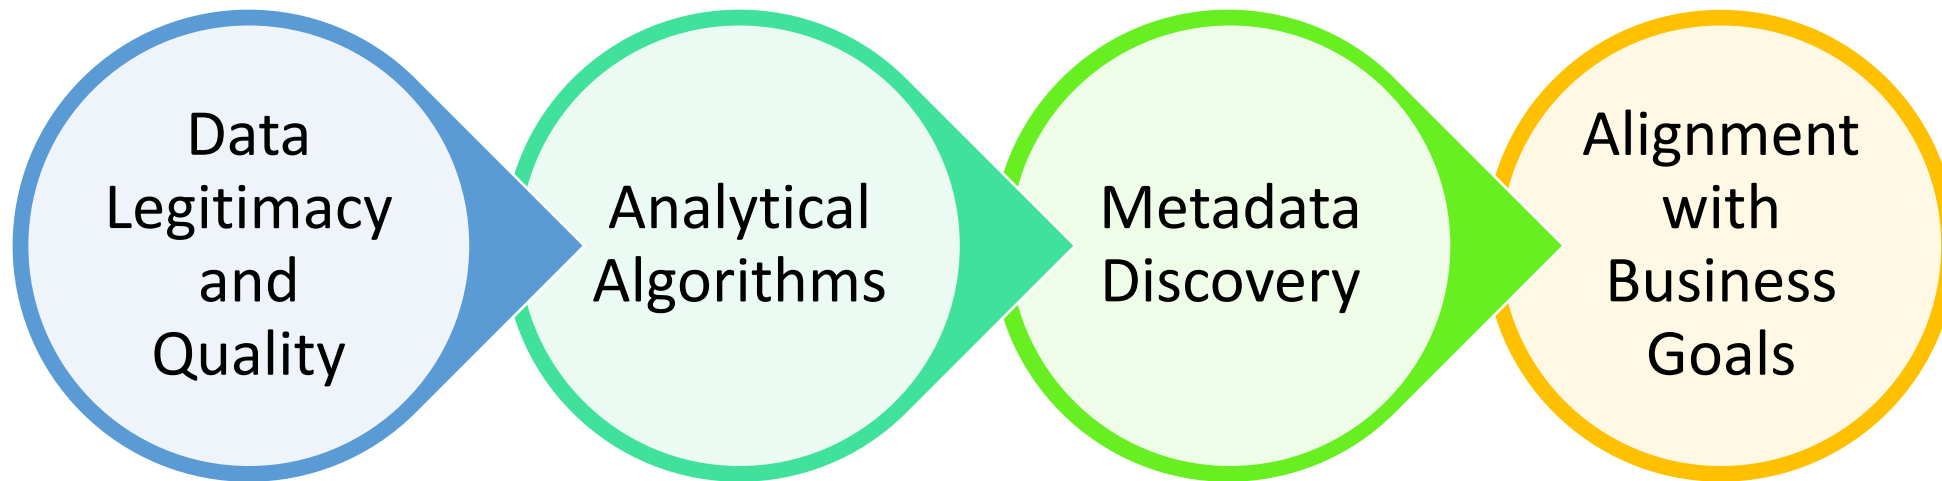 Data
Legitimacy
and
Quality
Analytical
Algorithms
Metadata
Discovery
Alignment
with
Business
Goals